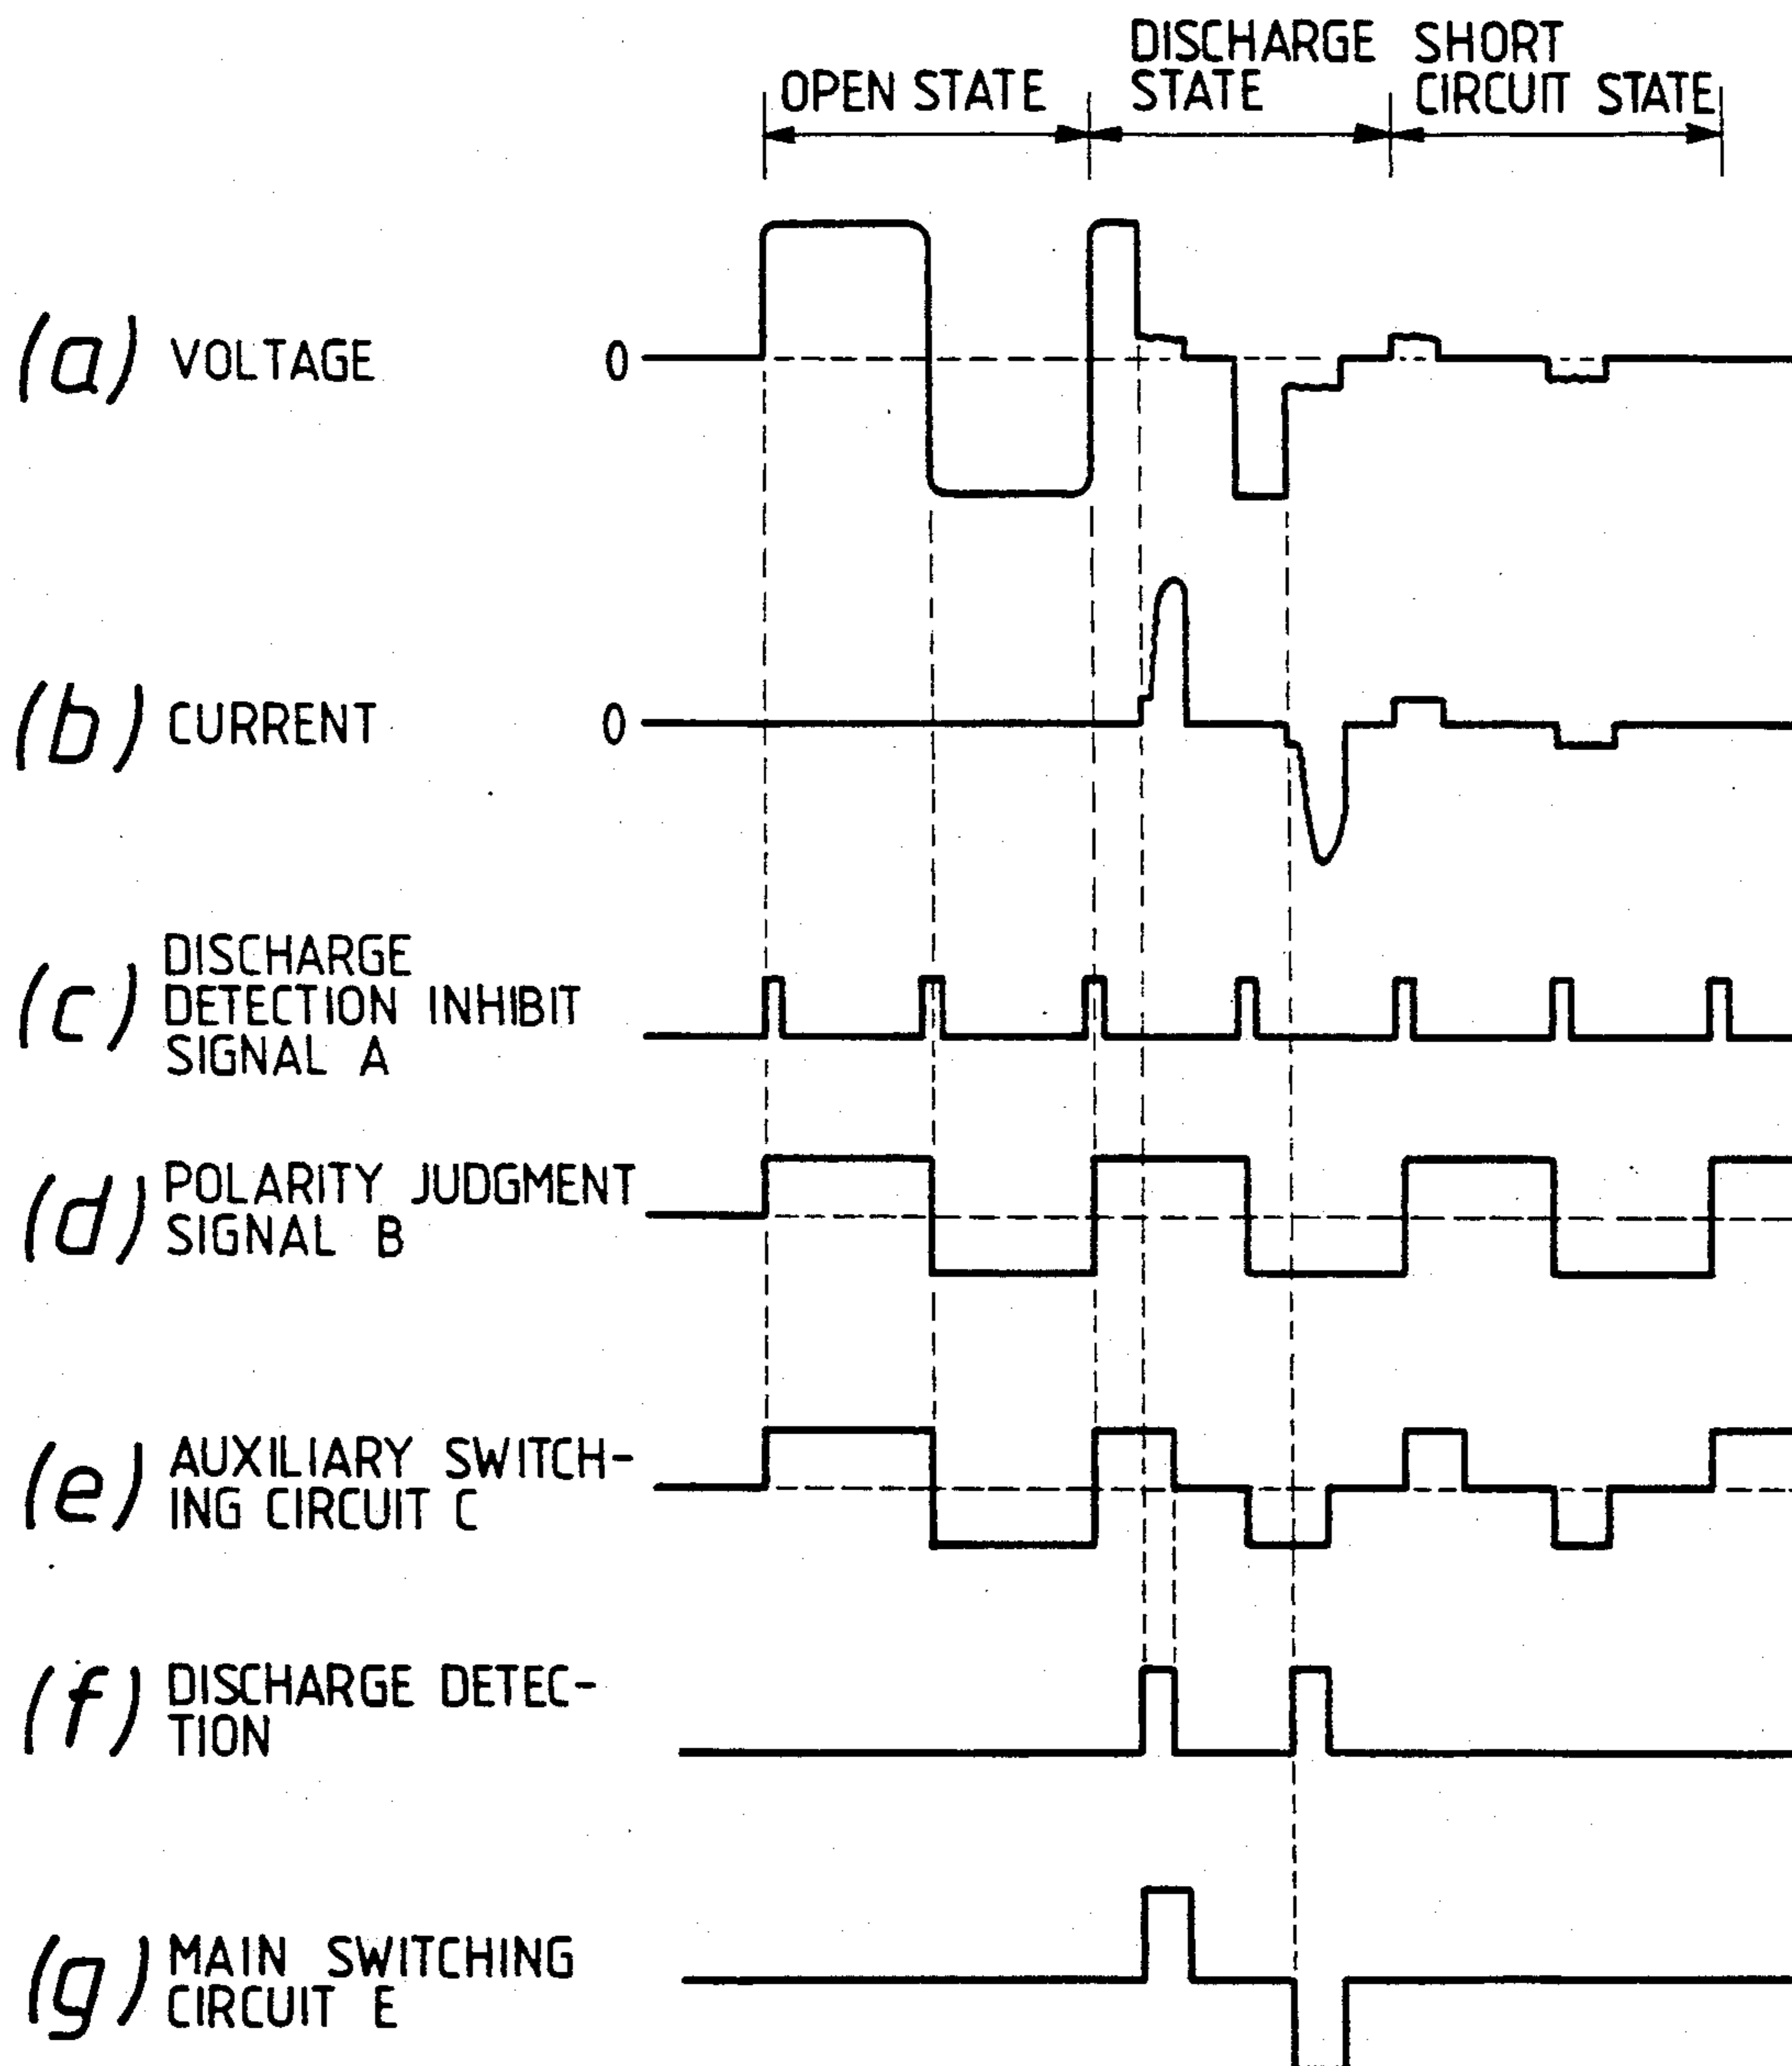 DISCHARGE SHORT
OPEN STATE STATE CIRCUIT STATE
(a) VOLTAGE 0
(b) CURRENT 0
DISCHARGE
(c) DETECTION INHIBIT
SIGNAL A
(d) POLARITY JUDGMENT
SIGNAL B
(e) AUXILIARY SWITCH-
ING CIRCUIT C
(f) DISCHARGE DETEC-
TION
(g) MAIN SWITCHING
CIRCUIT E